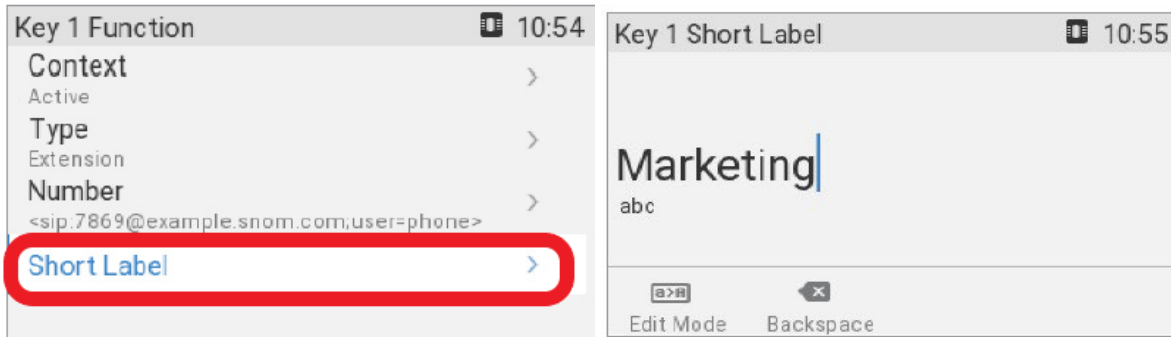 Key 1 Function 10:54
Context
Active
Type
Extension
Number
<sip:7869@example.snom.com;user=phone>
Short Label
Key 1 Short Label 10:55
Marketing
abc
a>A
Edit Mode Backspace